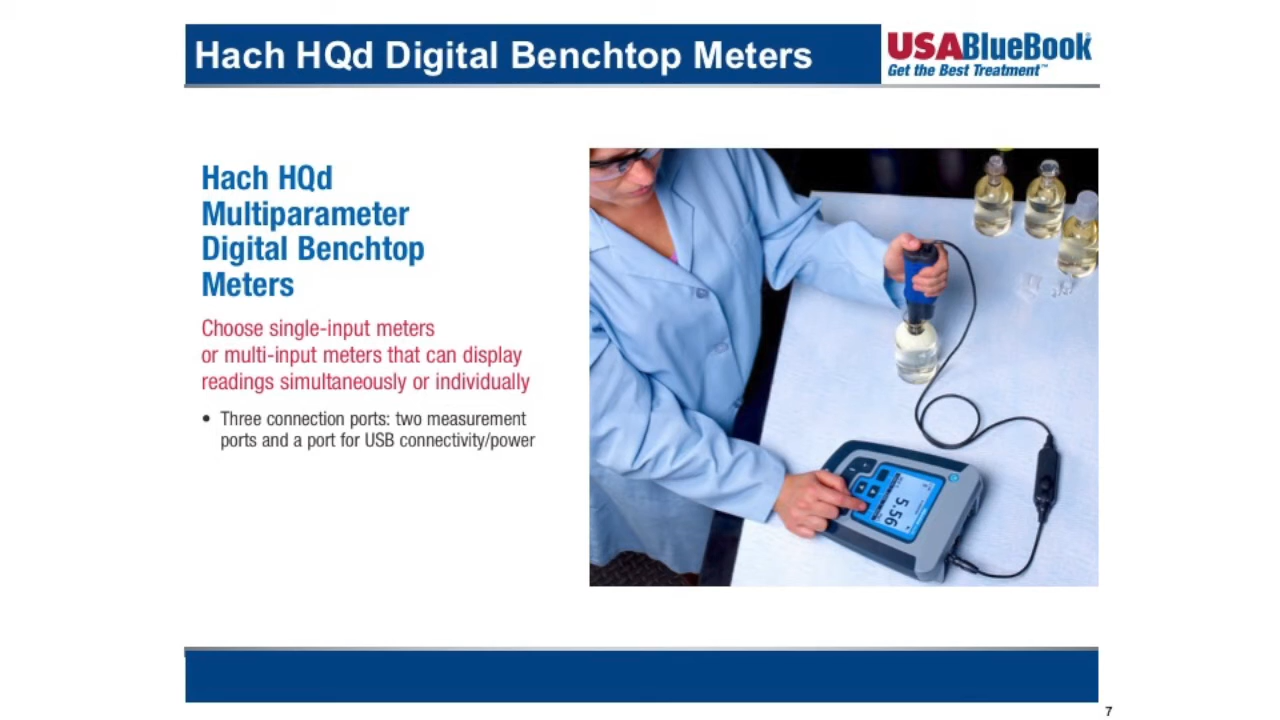 Hach HQd Digital Benchtop Meters
USABlueBook®
Get the Best Treatment™
Hach HQd
Multiparameter
Digital Benchtop
Meters
Choose single-input meters
or multi-input meters that can display
readings simultaneously or individually
• Three connection ports: two measurement
ports and a port for USB connectivity/power
5.56
7